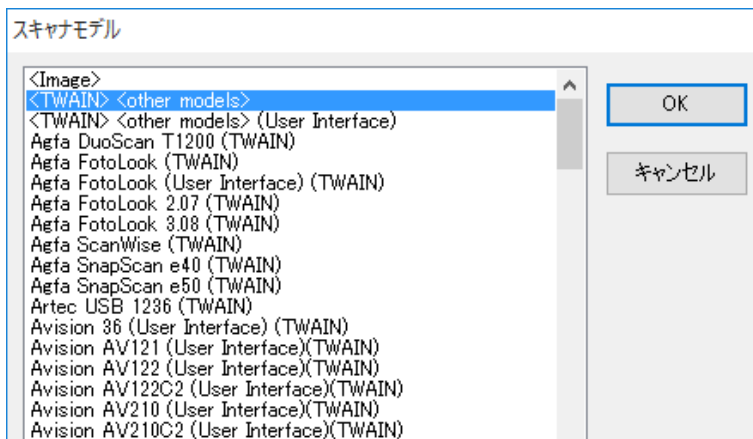 スキャナモデル
<Image>
<TWAIN> <other models>
<TWAIN> <other models> (User Interface)
Agfa DuoScan T1200 (TWAIN)
Agfa FotoLook (TWAIN)
Agfa FotoLook (User Interface) (TWAIN)
Agfa FotoLook 2.07 (TWAIN)
Agfa FotoLook 3.08 (TWAIN)
Agfa ScanWise (TWAIN)
Agfa SnapScan e40 (TWAIN)
Agfa SnapScan e50 (TWAIN)
Artec USB 1236 (TWAIN)
Avision 36 (User Interface) (TWAIN)
Avision AV121 (User Interface)(TWAIN)
Avision AV122 (User Interface)(TWAIN)
Avision AV122C2 (User Interface)(TWAIN)
Avision AV210 (User Interface)(TWAIN)
Avision AV210C2 (User Interface)(TWAIN)
OK
キャンセル